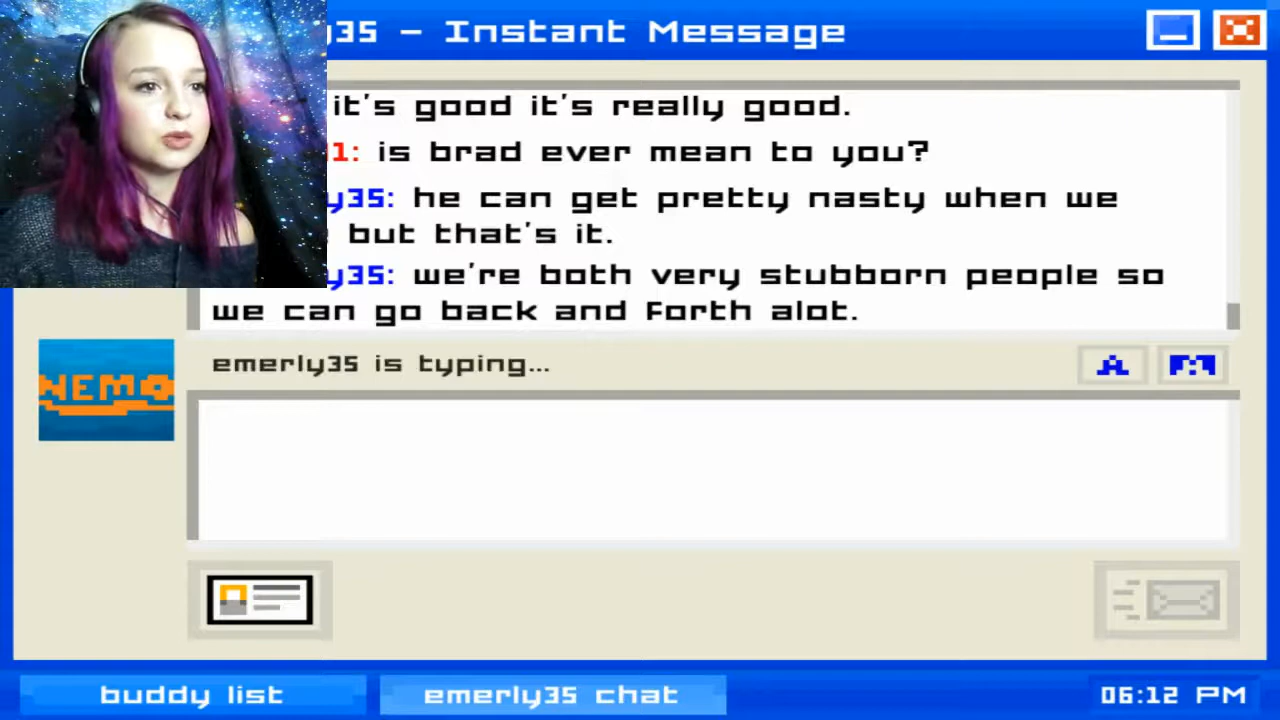 y35 - Instant Message
it's good it's really good.
1: is brad ever mean to you?
y35: he can get pretty nasty when we
but that's it.
y35: we're both very stubborn people so
we can go back and Forth alot.
NEMO
emerly35 is typing...
A
buddy list
emerly35 chat
06:12 PM